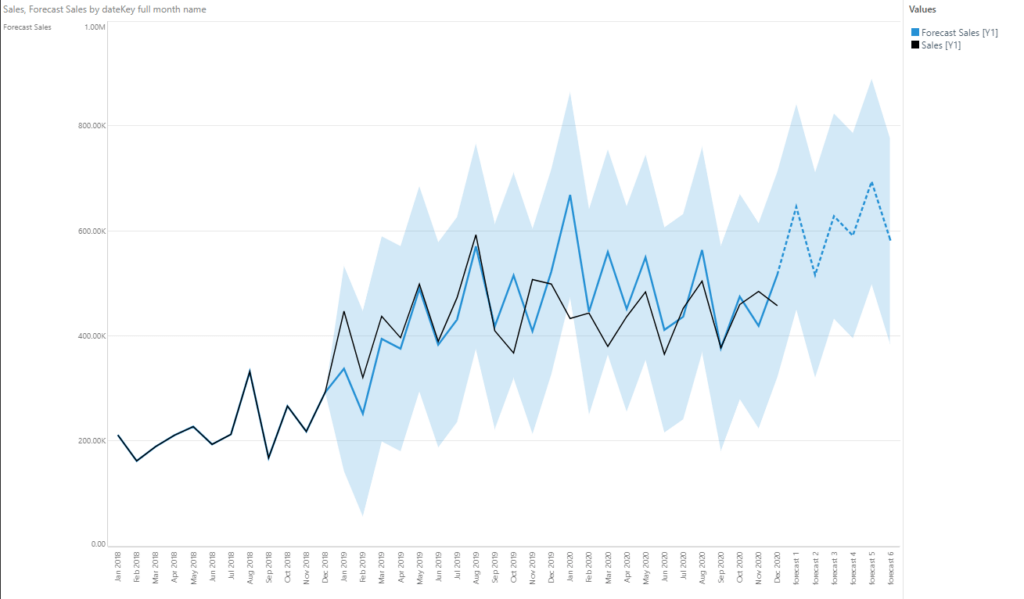 Sales, Forecast Sales by dateKey full month name
Values
Forecast Sales
1.00M
Forecast Sales [Y1]
Sales [Y1]
800.00K
600.00K
400.00K
200.00K
0.00
Jan 2018
Feb 2018
Mar 2018
Apr 2018
May 2018
Jun 2018
Jul 2018
Aug 2018
Sep 2018
Oct 2018
Nov 2018
Dec 2018
Jan 2019
Feb 2019
Mar 2019
Apr 2019
May 2019
Jun 2019
Jul 2019
Aug 2019
Sep 2019
Oct 2019
Nov 2019
Dec 2019
Jan 2020
Feb 2020
Mar 2020
Apr 2020
May 2020
Jun 2020
Jul 2020
Aug 2020
Sep 2020
Oct 2020
Nov 2020
Dec 2020
forecast 1
forecast 2
forecast 3
forecast 4
forecast 5
forecast 6